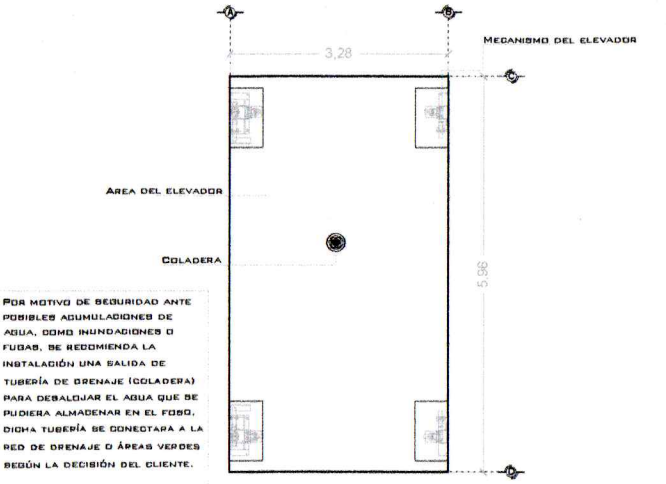 A
B
3,28
MECANISMO DEL ELEVADOR
C
AREA DEL ELEVADOR
COLADERA
5,96
POR MOTIVO DE SEGURIDAD ANTE
POSIBLES ACUMULACIONES DE
AGUA, COMO INUNDACIONES O
FUGAS, SE RECOMIENDA LA
INSTALACIÓN UNA SALIDA DE
TUBERÍA DE DRENAJE (COLADERA)
PARA DESALOJAR EL AGUA QUE SE
PUDIERA ALMACENAR EN EL FOSO,
DICHA TUBERÍA SE CONECTARA A LA
RED DE DRENAJE O ÁREAS VERDES
SEGÚN LA DECISIÓN DEL CLIENTE.
D